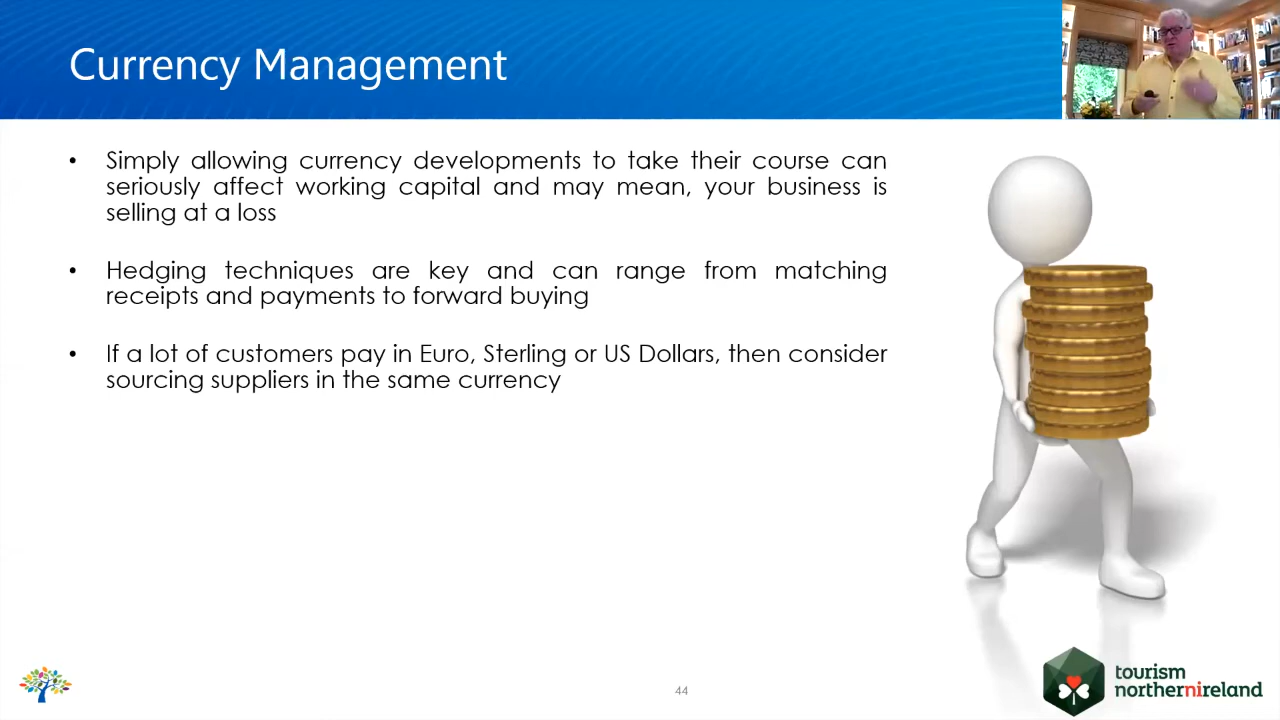 Currency Management
• Simply allowing currency developments to take their course can
seriously affect working capital and may mean, your business is
selling at a loss
• Hedging techniques are key and can range from matching
receipts and payments to forward buying
• If a lot of customers pay in Euro, Sterling or US Dollars, then consider
sourcing suppliers in the same currency
44
tourism
northernireland